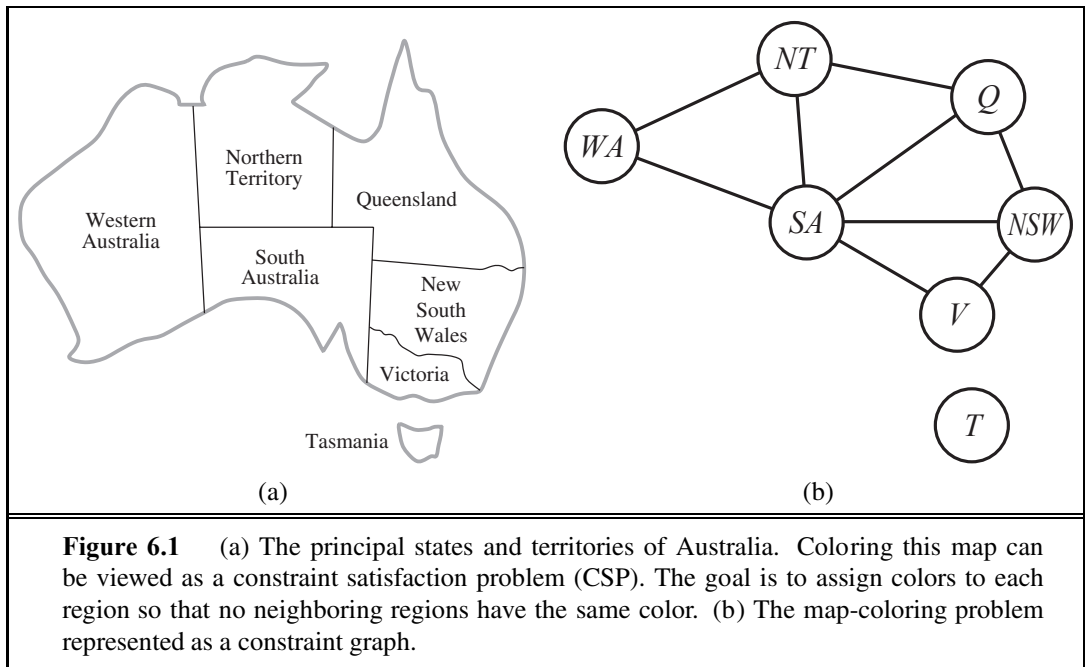 Northern
Territory
Western
Australia
Queensland
South
Australia
New
South
Wales
Victoria
Tasmania
(a)
NT
Q
WA
SA
NSW
V
T
(b)
Figure 6.1 (a) The principal states and territories of Australia. Coloring this map can
be viewed as a constraint satisfaction problem (CSP). The goal is to assign colors to each
region so that no neighboring regions have the same color. (b) The map-coloring problem
represented as a constraint graph.